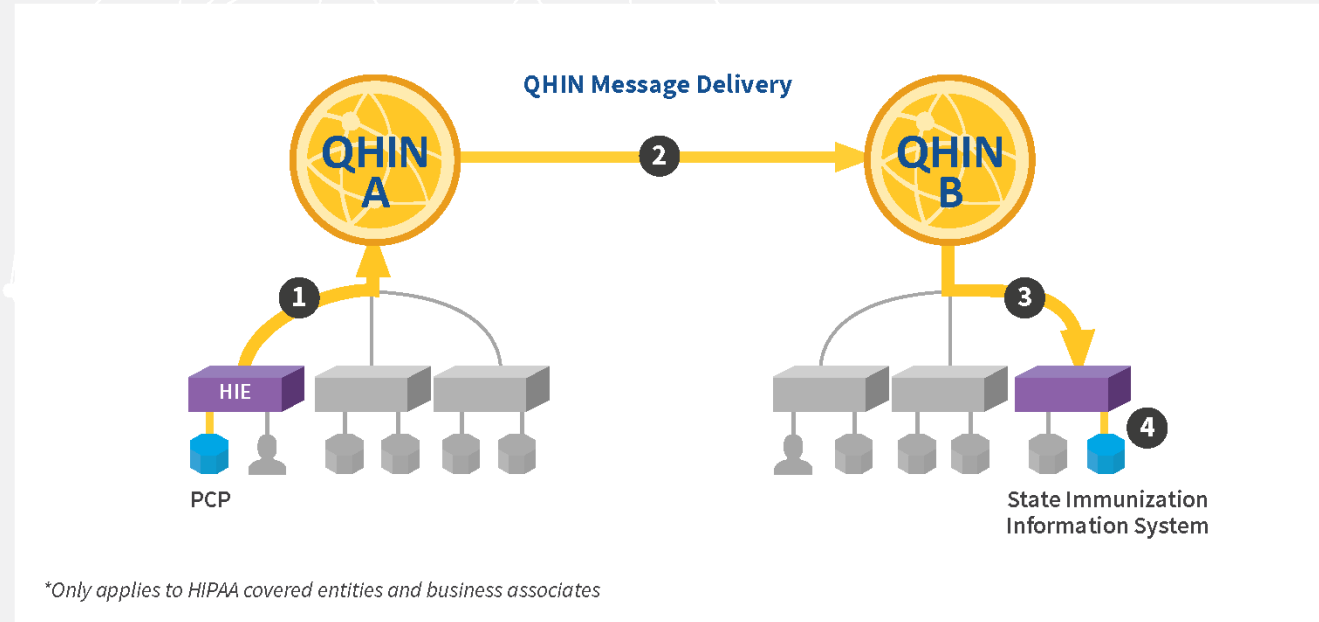 QHIN Message Delivery
QHIN
A
2
QHIN
B
1
3
HIE
4
PCP
State Immunization
Information System
*Only applies to HIPAA covered entities and business associates